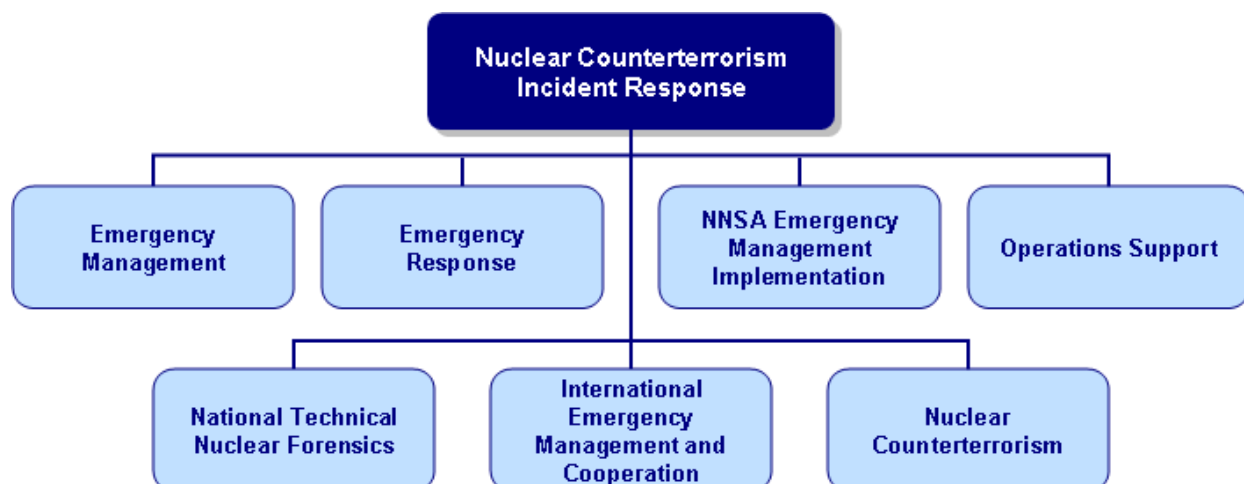 Nuclear Counterterrorism
Incident Response
Emergency
Management
Emergency
Response
NNSA Emergency
Management
Implementation
Operations Support
National Technical
Nuclear Forensics
International
Emergency
Management and
Cooperation
Nuclear
Counterterrorism